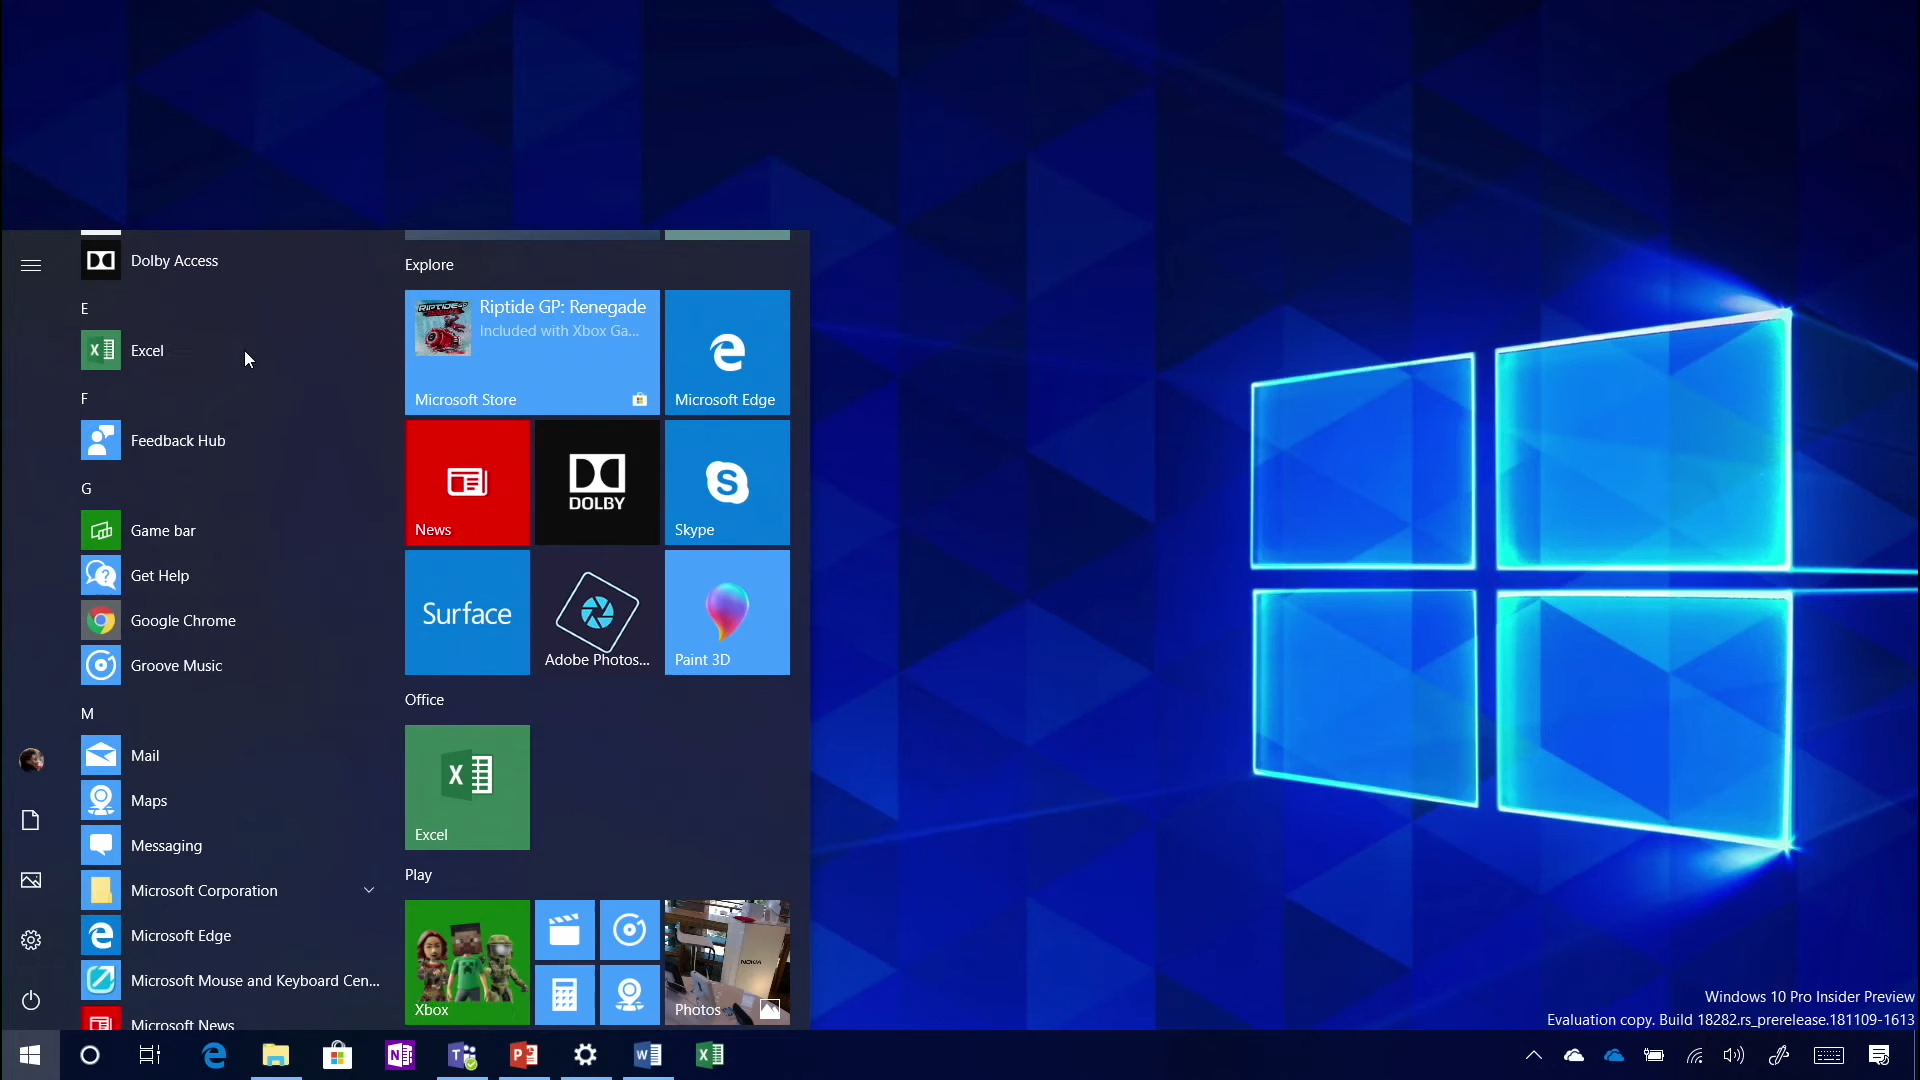 Dolby Access
E
Excel
F
Feedback Hub
G
Game bar
Get Help
Google Chrome
Groove Music
M
Mail
Maps
Messaging
Microsoft Corporation
Microsoft Edge
Microsoft Mouse and Keyboard Cen...
Microsoft News
Explore
Riptide GP: Renegade
Included with Xbox Ga...
Microsoft Store
Microsoft Edge
News
DOLBY
Skype
Surface
Adobe Photos...
Paint 3D
Office
Excel
Play
Xbox
NOKIA
Photos
Windows 10 Pro Insider Preview
Evaluation copy. Build 18282.rs_prerelease.181109-1613